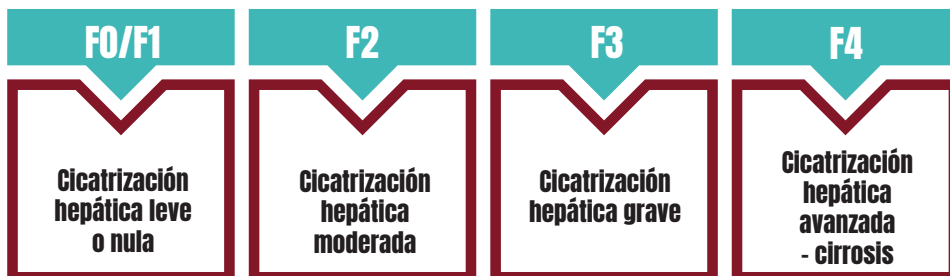 F0/F1
Cicatrización
hepática leve
o nula
F2
Cicatrización
hepática
moderada
F3
Cicatrización
hepática grave
F4
Cicatrización
hepática
avanzada
- cirrosis